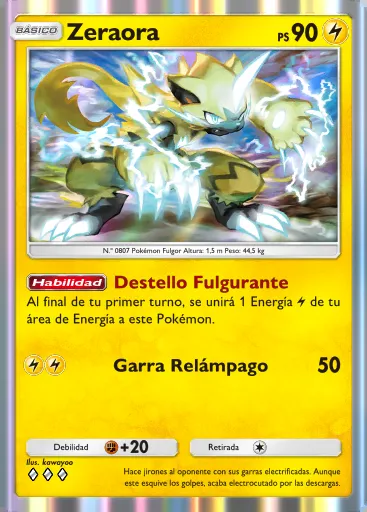 BÁSICO Zeraora PS 90
N.º 0807 Pokémon Fulgor Altura: 1,5 m Peso: 44,5 kg
Habilidad Destello Fulgurante
Al final de tu primer turno, se unirá 1 Energía de tu
área de Energía a este Pokémon.
Garra Relámpago 50
Debilidad +20 Retirada
Ilus. kawayoo
Hace jirones al oponente con sus garras electrificadas. Aunque
este esquive los golpes, acaba electrocutado por las descargas.